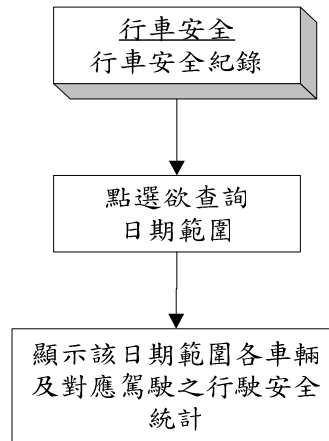 行車安全
行車安全紀錄
點選欲查詢
日期範圍
顯示該日期範圍各車輛
及對應駕駛之行駛安全
統計